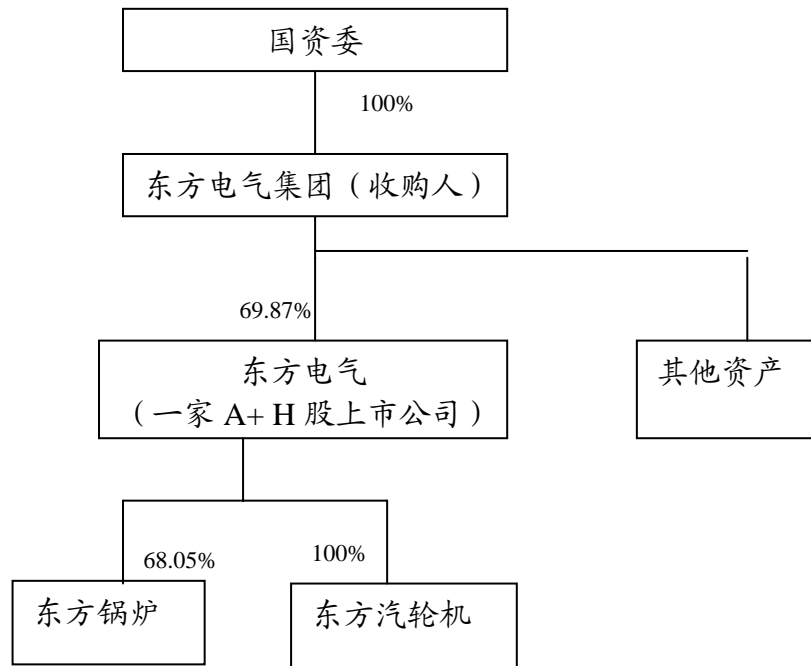 国资委
100%
东方电气集团（收购人）
69.87%
东方电气
（一家 A+ H 股上市公司）
其他资产
68.05%
100%
东方锅炉
东方汽轮机